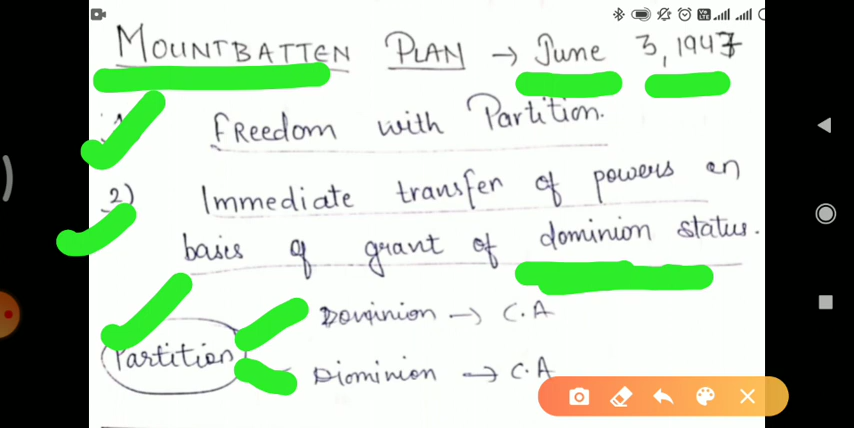 MOUNTBATTEN PLAN → June 3, 1947
Freedom with Partition.
2) Immediate transfer of powers on
basis of grant of dominion status.
Dominion → C.A
Partition
Diominion → C.A